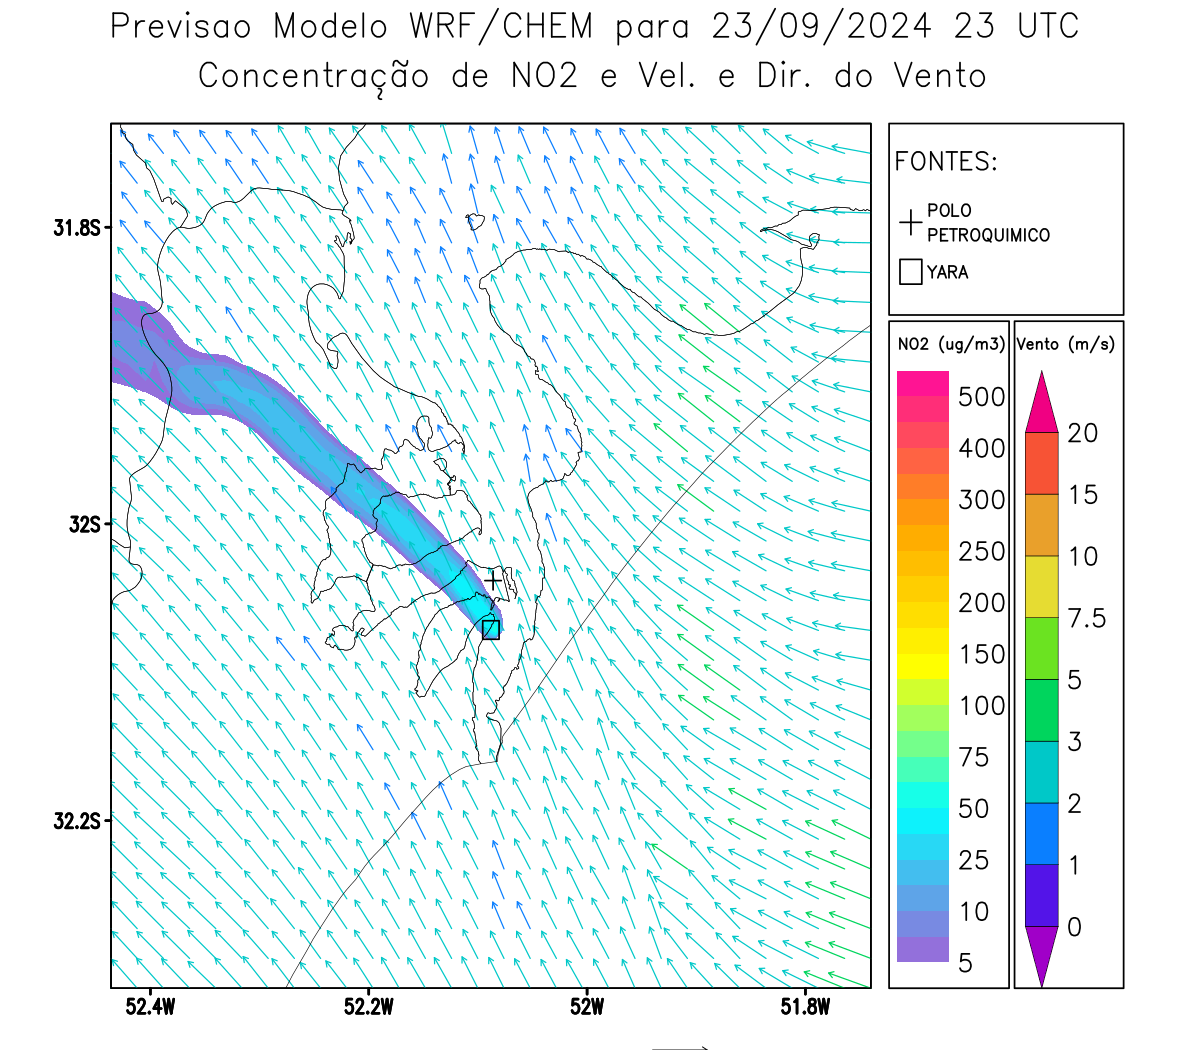 Previsao Modelo WRF/CHEM para 23/09/2024 23 UTC
Concentração de NO2 e Vel. e Dir. do Vento
FONTES:
POLO
PETROQUIMICO
YARA
NO2 (ug/m3)
500
400
300
250
200
150
100
75
50
25
10
5
Vento (m/s)
20
15
10
7.5
5
3
2
1
0
31.8S
32S
32.2S
52.4W
52.2W
52W
51.8W